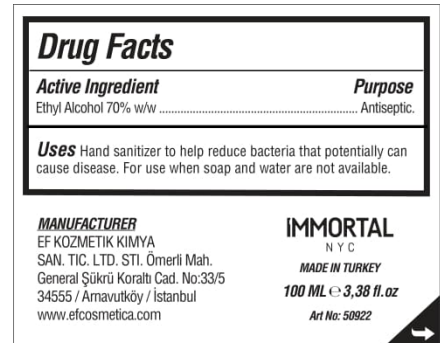 Drug Facts
Active Ingredient Purpose
Ethyl Alcohol 70% w/w ................................................................ Antiseptic.
Uses Hand sanitizer to help reduce bacteria that potentially can
cause disease. For use when soap and water are not available.
MANUFACTURER
EF KOZMETIK KIMYA
SAN. TIC. LTD. STI. Ömerli Mah.
General Şükrü Koraltı Cad. No:33/5
34555 / Arnavutköy / İstanbul
www.efcosmetica.com
iMMORTAL
NYC
MADE IN TURKEY
100 ML ℮ 3,38 fl.oz
Art No: 50922